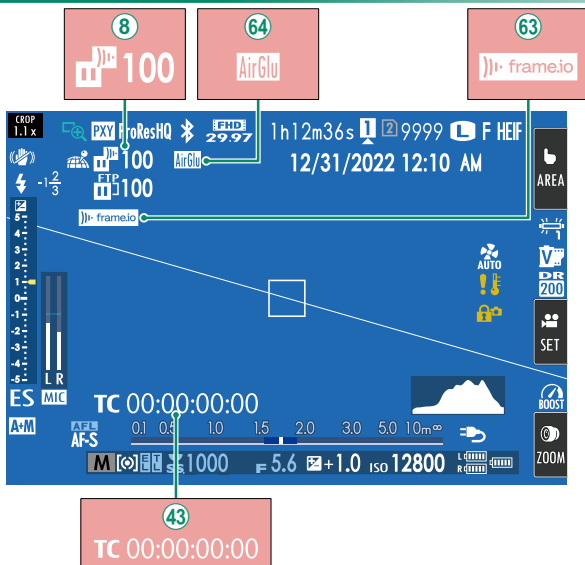 8 64 63
100 AirGlu frame.io
CROP 1.1 x PXY ProResHQ FHD 29.97 1h12m36s 1 2 9999 L F HEIF
100 AirGlu 12/31/2022 12:10 AM
-1 2/3 FTP 100
frame.io
AREA
5
4
3
2
1
0
-1
-2
-3
-4
-5
AUTO
V
DR 200
SET
L R
ES MIC
TC 00:00:00:00
BOOST
A+M AFL AF-S 0.1 0.5 1.0 1.5 2.0 3.0 5.0 10m∞
M E T S.S. 1000 F 5.6 +1.0 ISO 12800 L R
ZOOM
43
TC 00:00:00:00